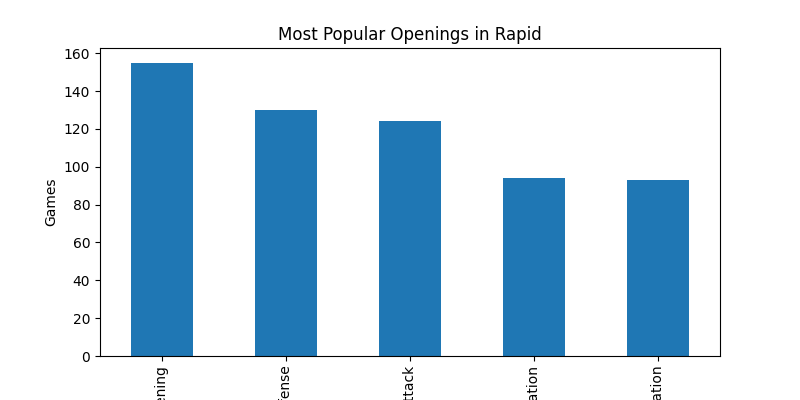 Most Popular Openings in Rapid
Games
160
140
120
100
80
60
40
20
0
ening
fense
ttack
ation
ation